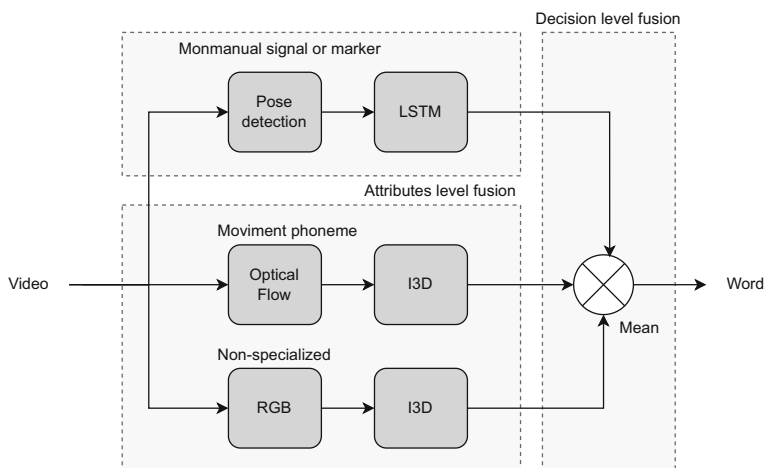 Decision level fusion
Monmanual signal or marker
Pose
detection
LSTM
Attributes level fusion
Moviment phoneme
Optical
Flow
I3D
Video
Word
Mean
Non-specialized
RGB
I3D